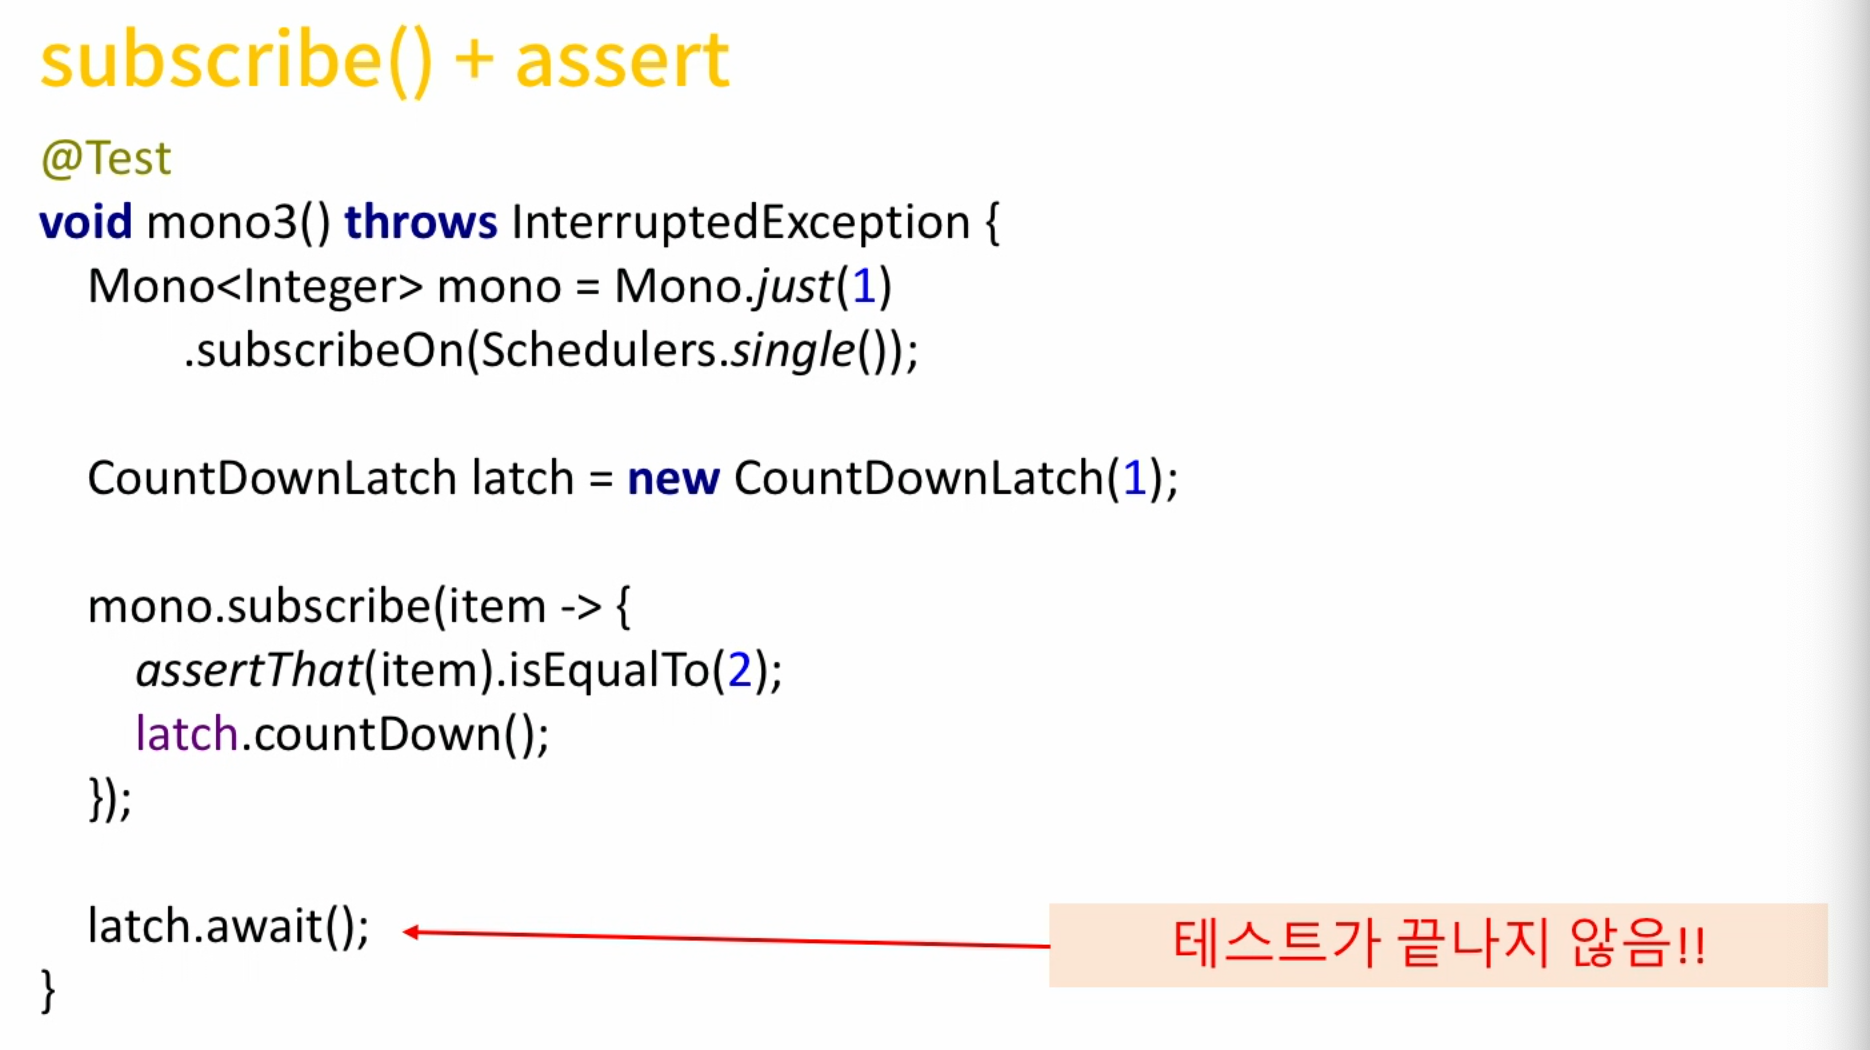 subscribe() + assert
@Test
void mono3() throws InterruptedException {
Mono<Integer> mono = Mono.just(1)
.subscribeOn(Schedulers.single());
CountDownLatch latch = new CountDownLatch(1);
mono.subscribe(item -> {
assertThat(item).isEqualTo(2);
latch.countDown();
});
latch.await();
테스트가 끝나지 않음!!
}